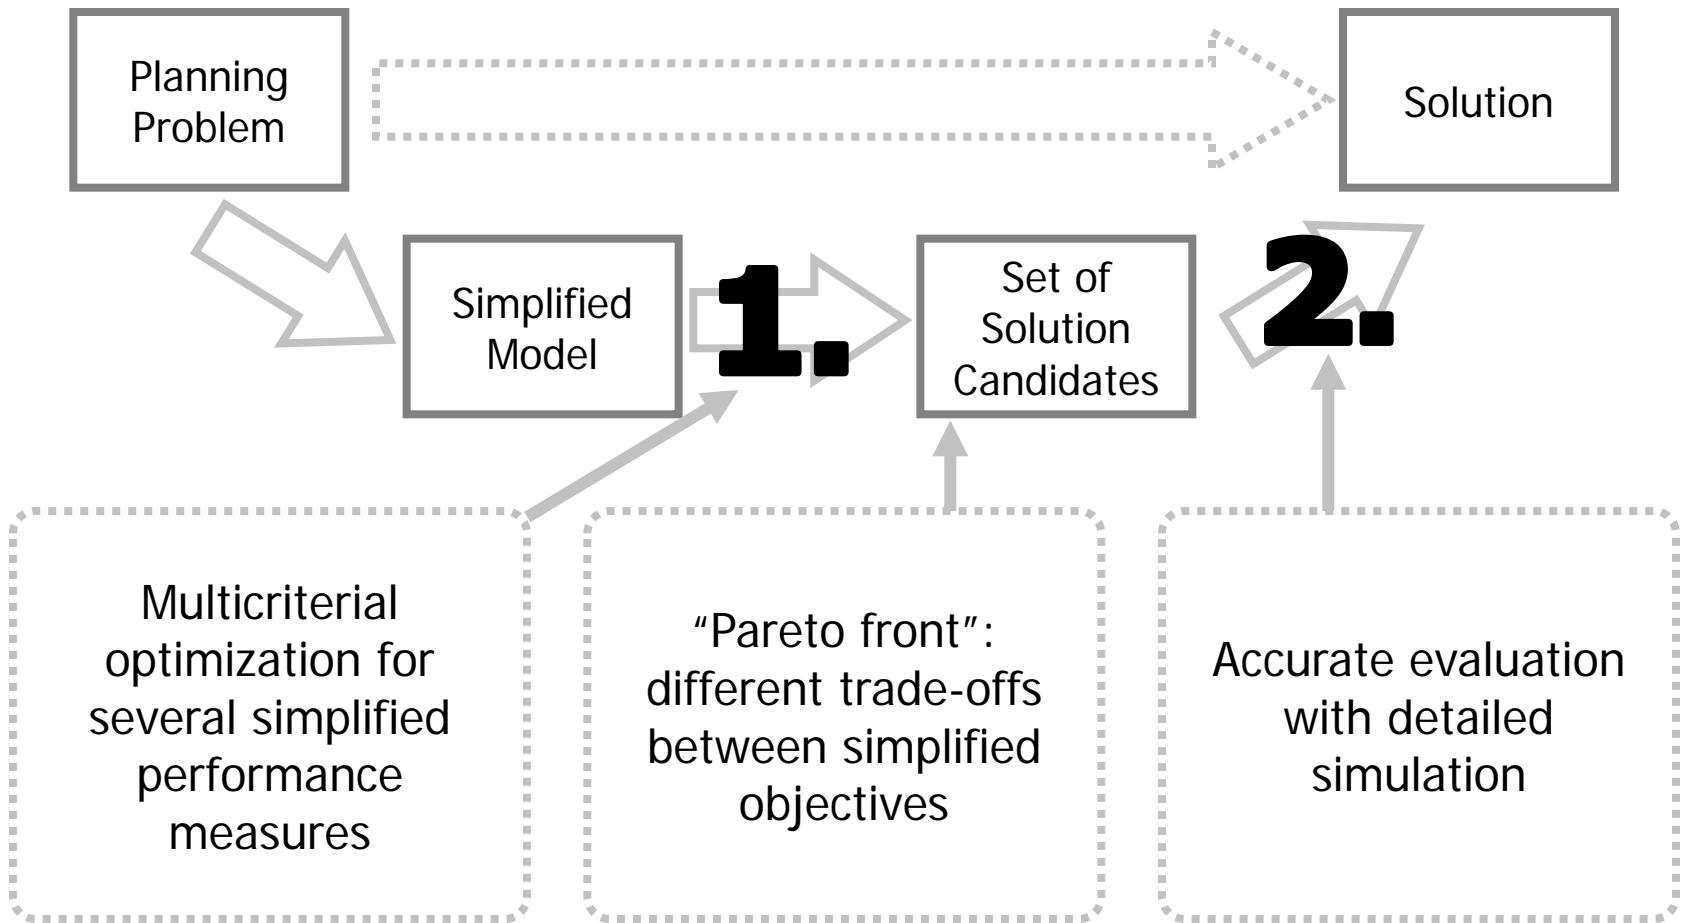 Planning
Problem
Solution
Simplified
Model
1.
Set of
Solution
Candidates
2.
Multicriterial
optimization for
several simplified
performance
measures
“Pareto front”:
different trade-offs
between simplified
objectives
Accurate evaluation
with detailed
simulation